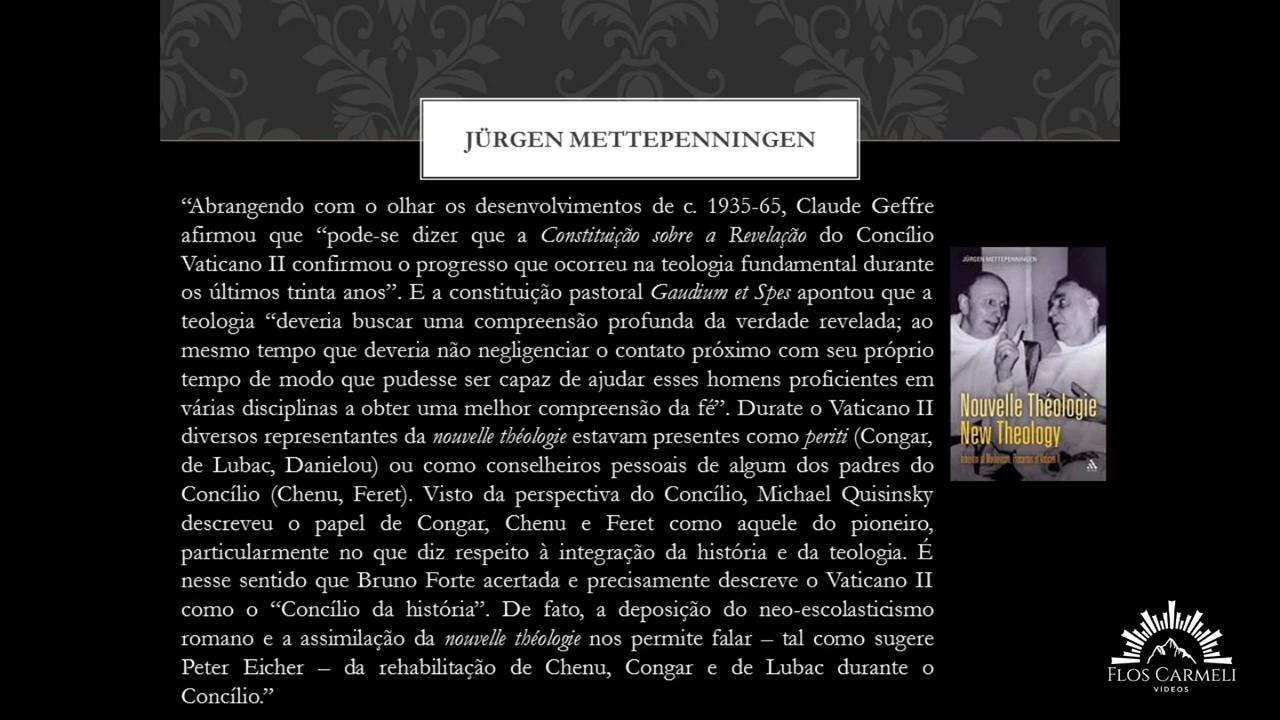 JÜRGEN METTEPENNINGEN
“Abrangendo com o olhar os desenvolvimentos de c. 1935-65, Claude Geffre
afirmou que “pode-se dizer que a Constituição sobre a Revelação do Concílio
Vaticano II confirmou o progresso que ocorreu na teologia fundamental durante
os últimos trinta anos”. E a constituição pastoral Gaudium et Spes apontou que a
teologia “deveria buscar uma compreensão profunda da verdade revelada; ao
mesmo tempo que deveria não negligenciar o contato próximo com seu próprio
tempo de modo que pudesse ser capaz de ajudar esses homens proficientes em
várias disciplinas a obter uma melhor compreensão da fé”. Durate o Vaticano II
diversos representantes da nouvelle théologie estavam presentes como periti (Congar,
de Lubac, Danielou) ou como conselheiros pessoais de algum dos padres do
Concílio (Chenu, Feret). Visto da perspectiva do Concílio, Michael Quisinsky
descreveu o papel de Congar, Chenu e Feret como aquele do pioneiro,
particularmente no que diz respeito à integração da história e da teologia. É
nesse sentido que Bruno Forte acertada e precisamente descreve o Vaticano II
como o “Concílio da história”. De fato, a deposição do neo-escolasticismo
romano e a assimilação da nouvelle théologie nos permite falar – tal como sugere
Peter Eicher – da rehabilitação de Chenu, Congar e de Lubac durante o
Concílio.”
JÜRGEN METTEPENNINGEN
Nouvelle Théologie
New Theology
FLOS CARMELI
VÍDEOS